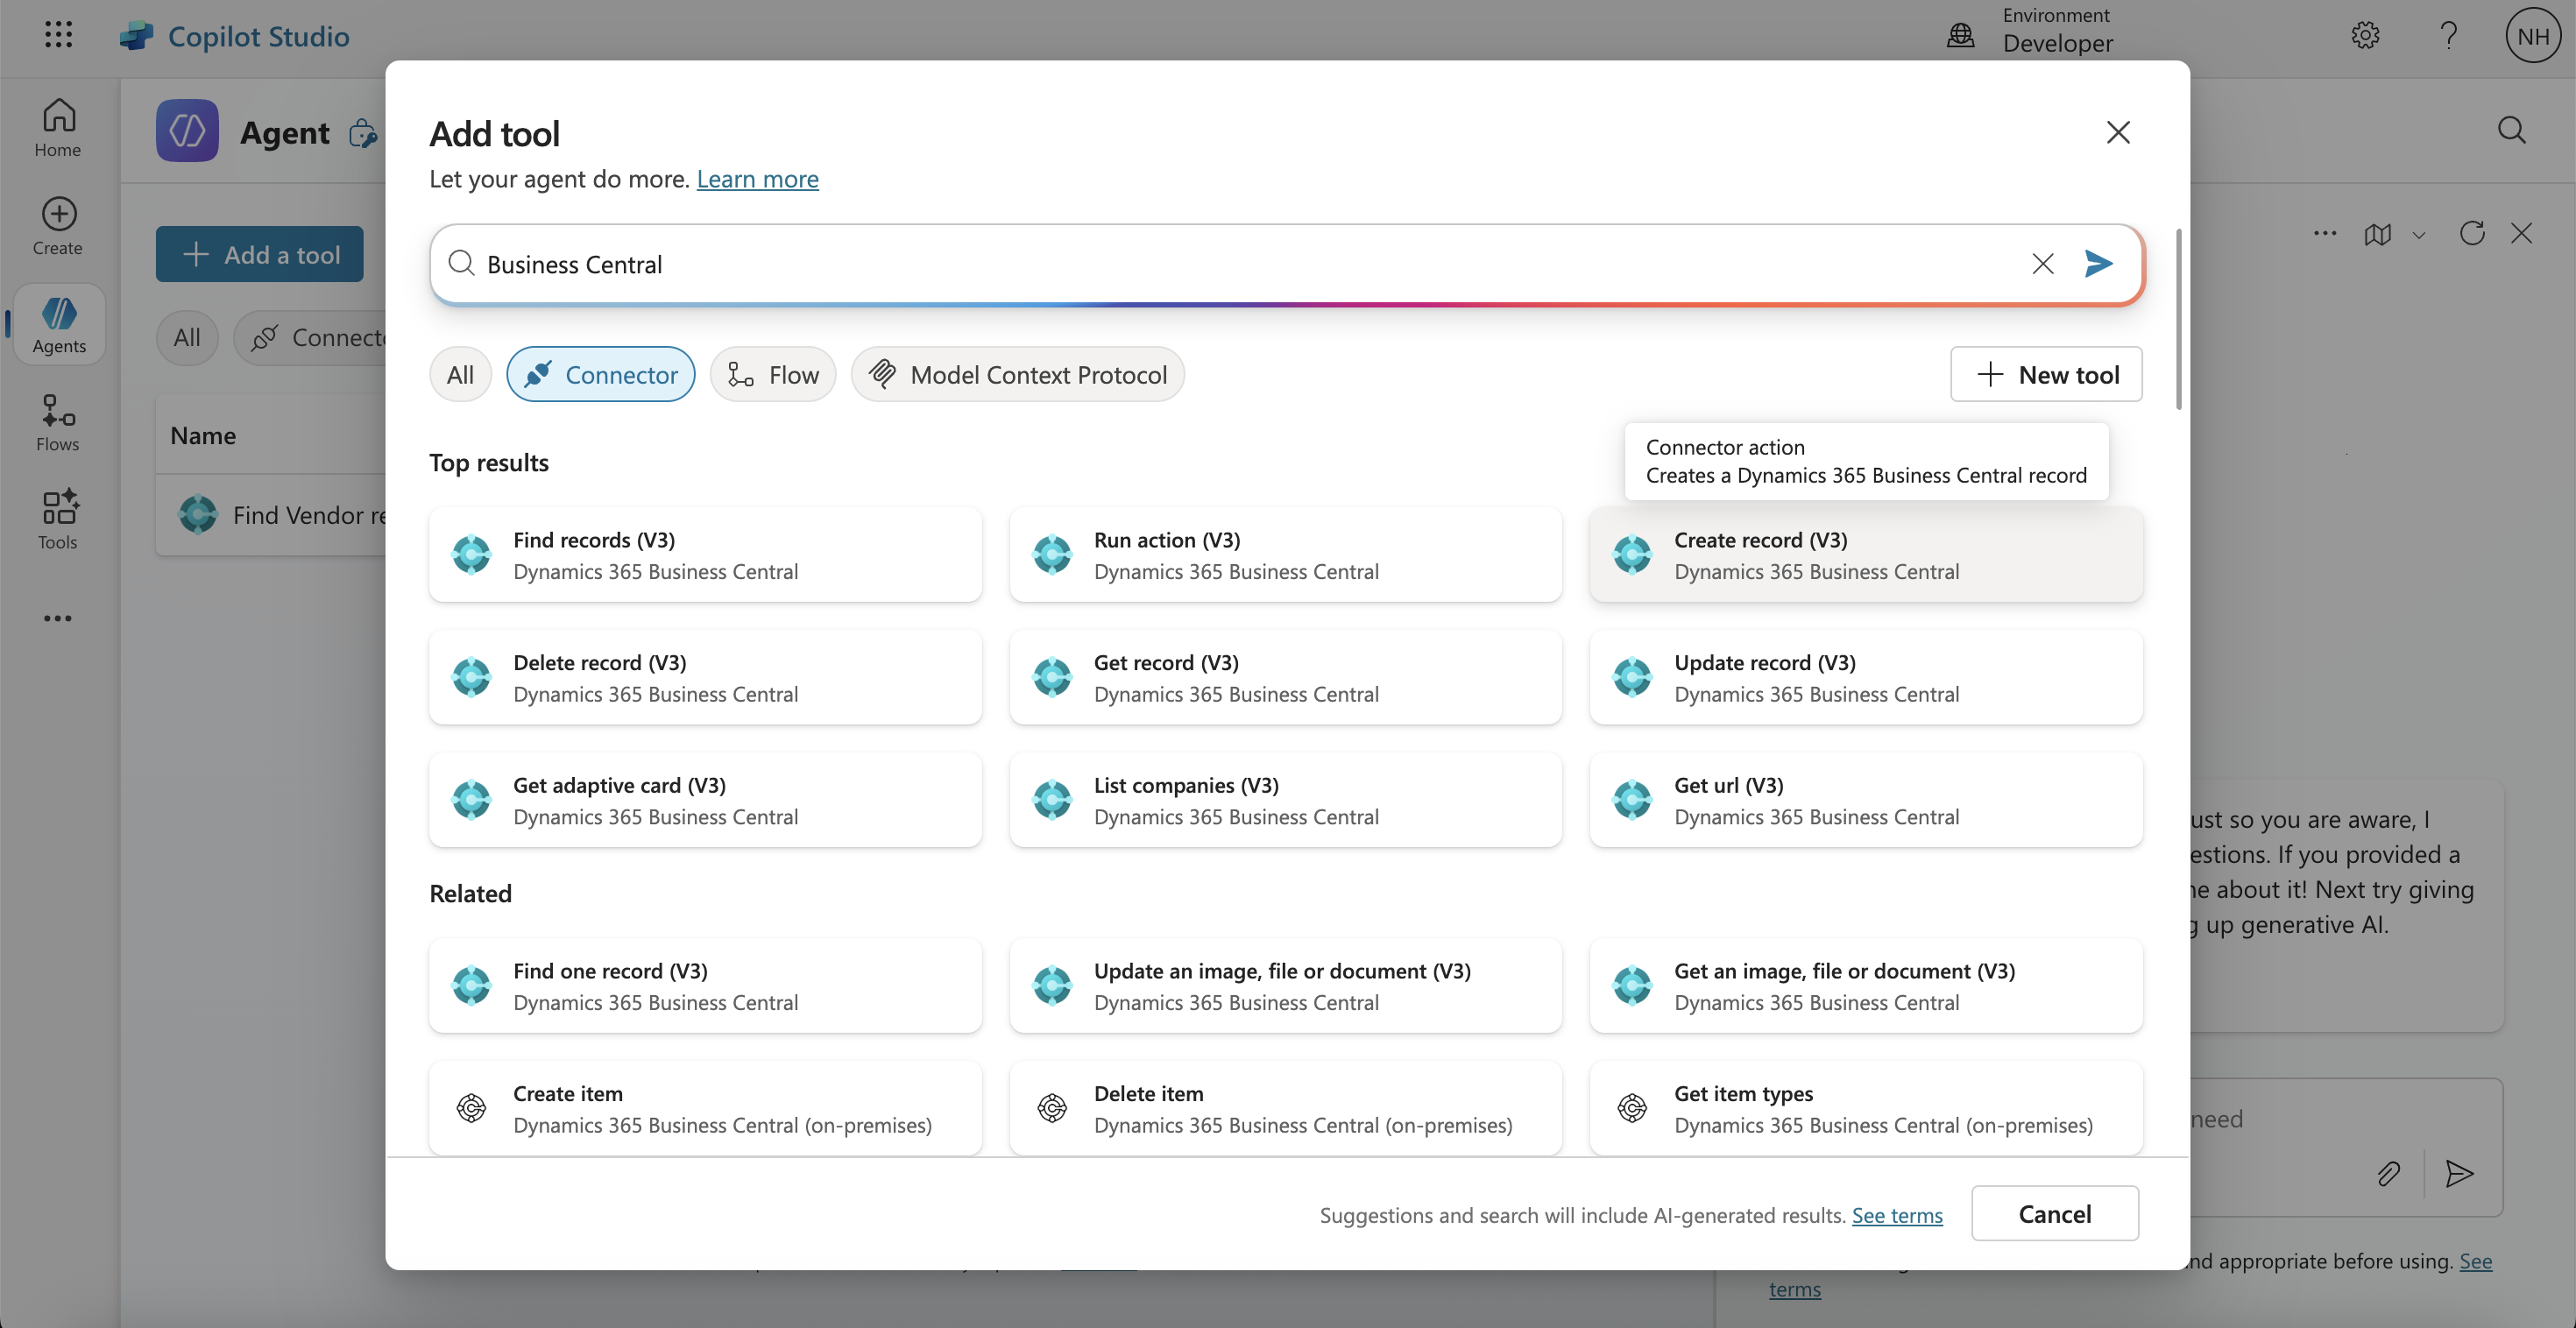 Copilot Studio
Environment
Developer
NH
Home
Create
Agents
Flows
Tools
Agent
Add a tool
All
Name
Find Vendor
Add tool
Let your agent do more. Learn more
Business Central
All
Connector
Flow
Model Context Protocol
New tool
Connector action
Creates a Dynamics 365 Business Central record
Top results
Find records (V3)
Dynamics 365 Business Central
Run action (V3)
Dynamics 365 Business Central
Create record (V3)
Dynamics 365 Business Central
Delete record (V3)
Dynamics 365 Business Central
Get record (V3)
Dynamics 365 Business Central
Update record (V3)
Dynamics 365 Business Central
Get adaptive card (V3)
Dynamics 365 Business Central
List companies (V3)
Dynamics 365 Business Central
Get url (V3)
Dynamics 365 Business Central
Related
Find one record (V3)
Dynamics 365 Business Central
Update an image, file or document (V3)
Dynamics 365 Business Central
Get an image, file or document (V3)
Dynamics 365 Business Central
Create item
Dynamics 365 Business Central (on-premises)
Delete item
Dynamics 365 Business Central (on-premises)
Get item types
Dynamics 365 Business Central (on-premises)
Suggestions and search will include AI-generated results. See terms
Cancel
so you are aware, I
If you provided a
about it! Next try giving
up generative AI.
need
and appropriate before using. See
terms